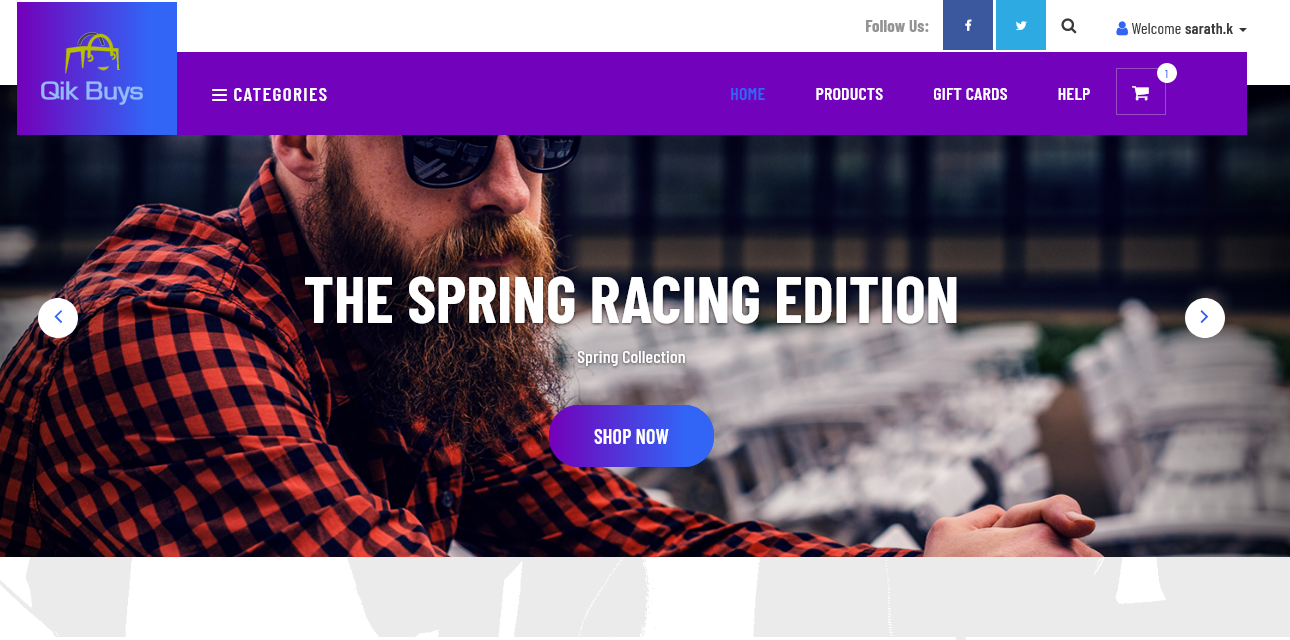 Follow Us:
Welcome sarath.k
Qik Buys
CATEGORIES
HOME
PRODUCTS
GIFT CARDS
HELP
1
THE SPRING RACING EDITION
Spring Collection
SHOP NOW